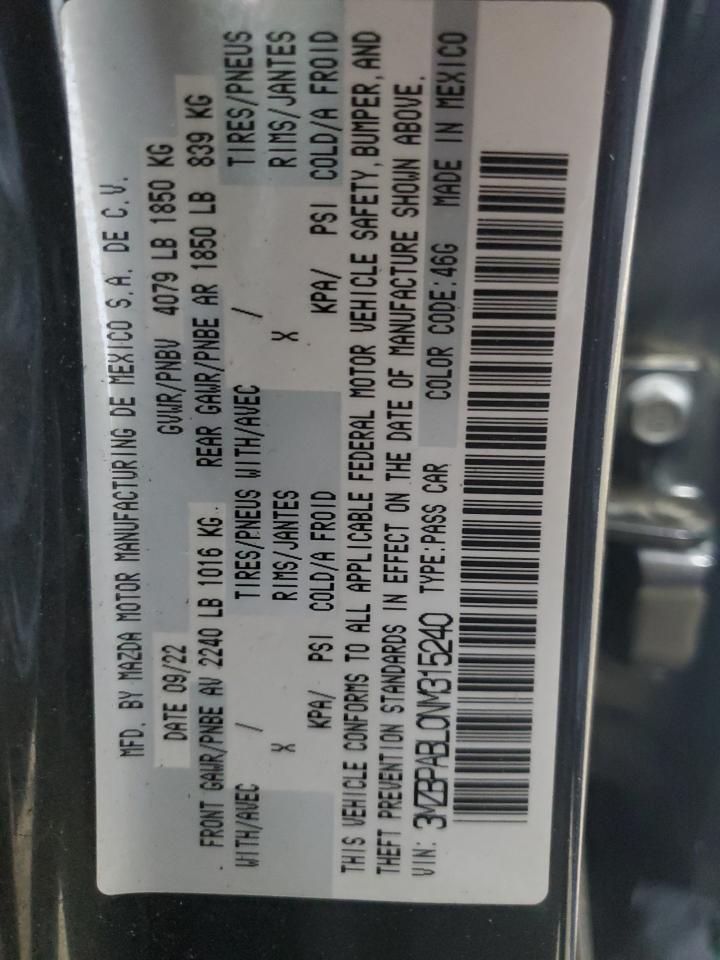 MFD. BY MAZDA MOTOR MANUFACTURING DE MEXICO S.A. DE C.V.
DATE 09/22 GVWR/PNBV 4079 LB 1850 KG
FRONT GAWR/PNBE AV 2240 LB 1016 KG REAR GAWR/PNBE AR 1850 LB 839 KG
WITH/AVEC / TIRES/PNEUS WITH/AVEC / TIRES/PNEUS
X RIMS/JANTES X RIMS/JANTES
KPA/ PSI COLD/A FROID KPA/ PSI COLD/A FROID
THIS VEHICLE CONFORMS TO ALL APPLICABLE FEDERAL MOTOR VEHICLE SAFETY, BUMPER, AND
THEFT PREVENTION STANDARDS IN EFFECT ON THE DATE OF MANUFACTURE SHOWN ABOVE.
VIN: 3MZBPABL0NM315240 TYPE:PASS CAR COLOR CODE:46G MADE IN MEXICO